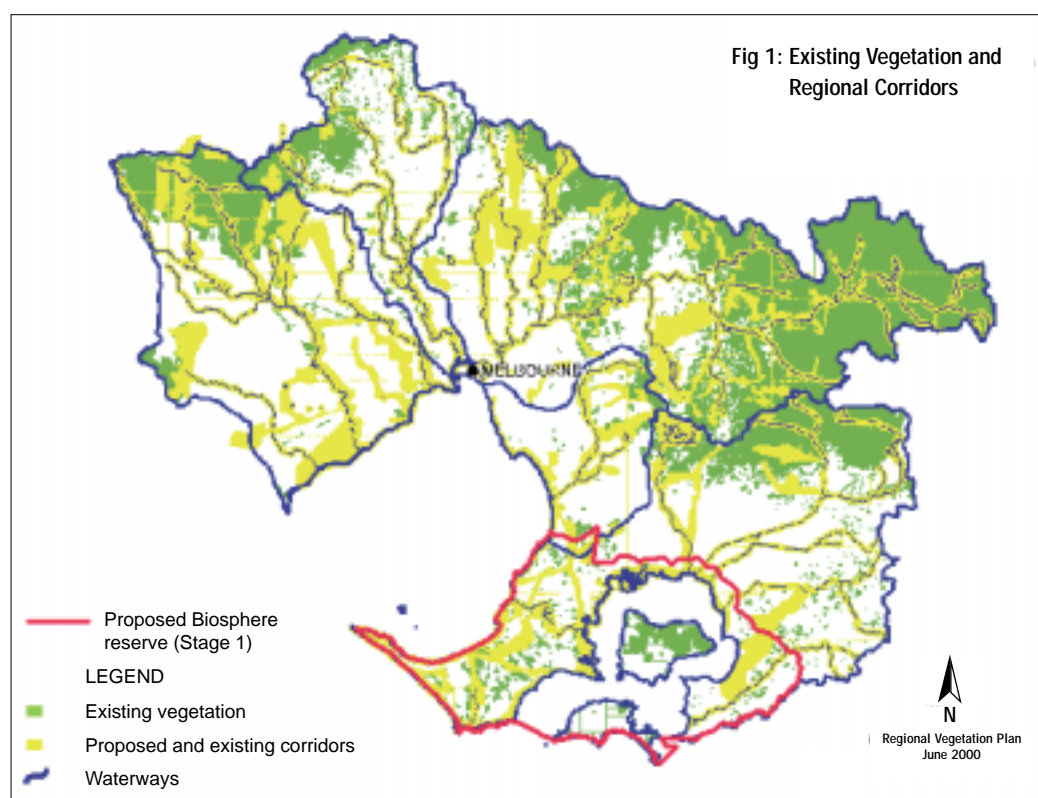 Fig 1: Existing Vegetation and
Regional Corridors
MELBOURNE
Proposed Biosphere
reserve (Stage 1)
LEGEND
Existing vegetation
Proposed and existing corridors
Waterways
N
Regional Vegetation Plan
June 2000